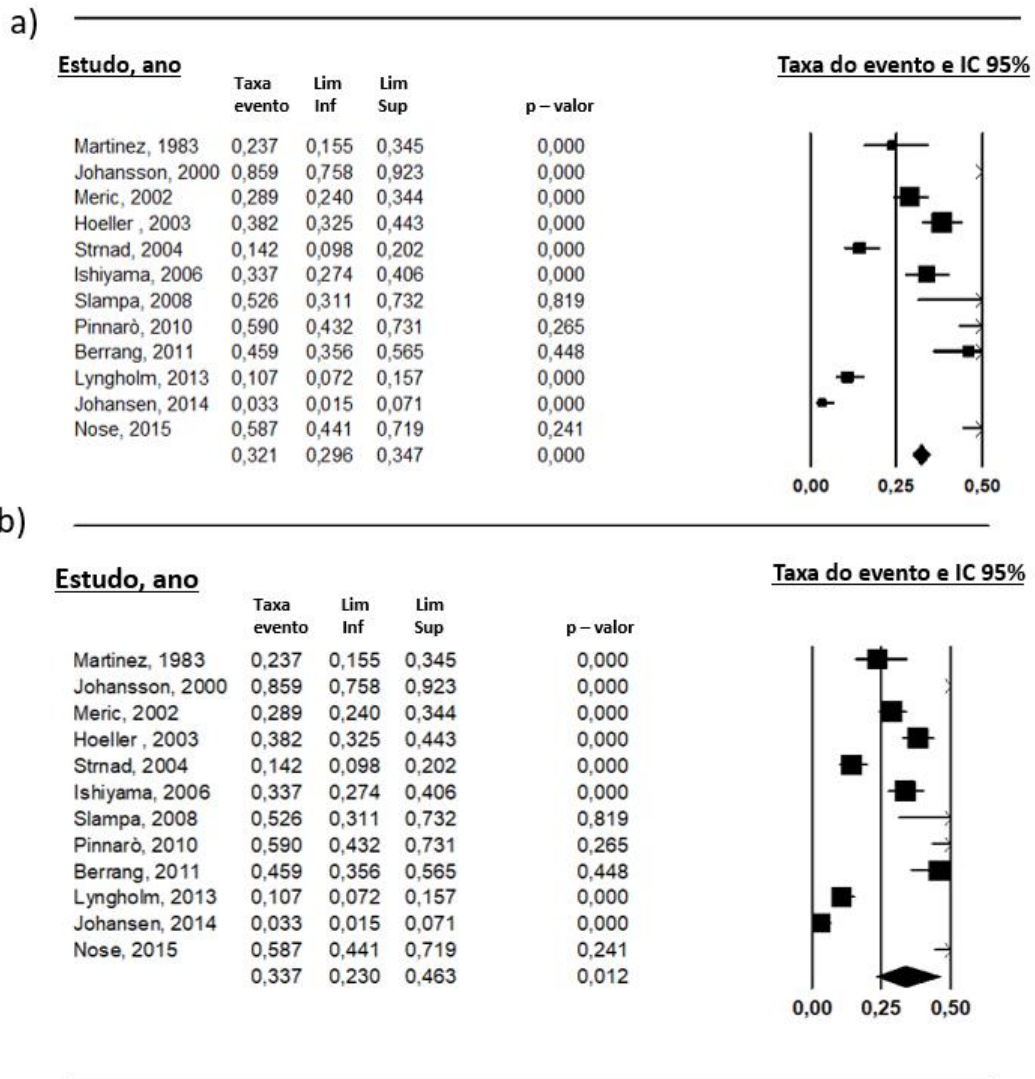 a)
Estudo, ano
Taxa do evento e IC 95%
Taxa evento Lim Inf Lim Sup p – valor
Martinez, 1983 0,237 0,155 0,345 0,000
Johansson, 2000 0,859 0,758 0,923 0,000
Meric, 2002 0,289 0,240 0,344 0,000
Hoeller , 2003 0,382 0,325 0,443 0,000
Strnad, 2004 0,142 0,098 0,202 0,000
Ishiyama, 2006 0,337 0,274 0,406 0,000
Slampa, 2008 0,526 0,311 0,732 0,819
Pinnarò, 2010 0,590 0,432 0,731 0,265
Berrang, 2011 0,459 0,356 0,565 0,448
Lyngholm, 2013 0,107 0,072 0,157 0,000
Johansen, 2014 0,033 0,015 0,071 0,000
Nose, 2015 0,587 0,441 0,719 0,241
0,321 0,296 0,347 0,000
0,00 0,25 0,50
b)
Estudo, ano
Taxa do evento e IC 95%
Taxa evento Lim Inf Lim Sup p – valor
Martinez, 1983 0,237 0,155 0,345 0,000
Johansson, 2000 0,859 0,758 0,923 0,000
Meric, 2002 0,289 0,240 0,344 0,000
Hoeller , 2003 0,382 0,325 0,443 0,000
Strnad, 2004 0,142 0,098 0,202 0,000
Ishiyama, 2006 0,337 0,274 0,406 0,000
Slampa, 2008 0,526 0,311 0,732 0,819
Pinnarò, 2010 0,590 0,432 0,731 0,265
Berrang, 2011 0,459 0,356 0,565 0,448
Lyngholm, 2013 0,107 0,072 0,157 0,000
Johansen, 2014 0,033 0,015 0,071 0,000
Nose, 2015 0,587 0,441 0,719 0,241
0,337 0,230 0,463 0,012
0,00 0,25 0,50